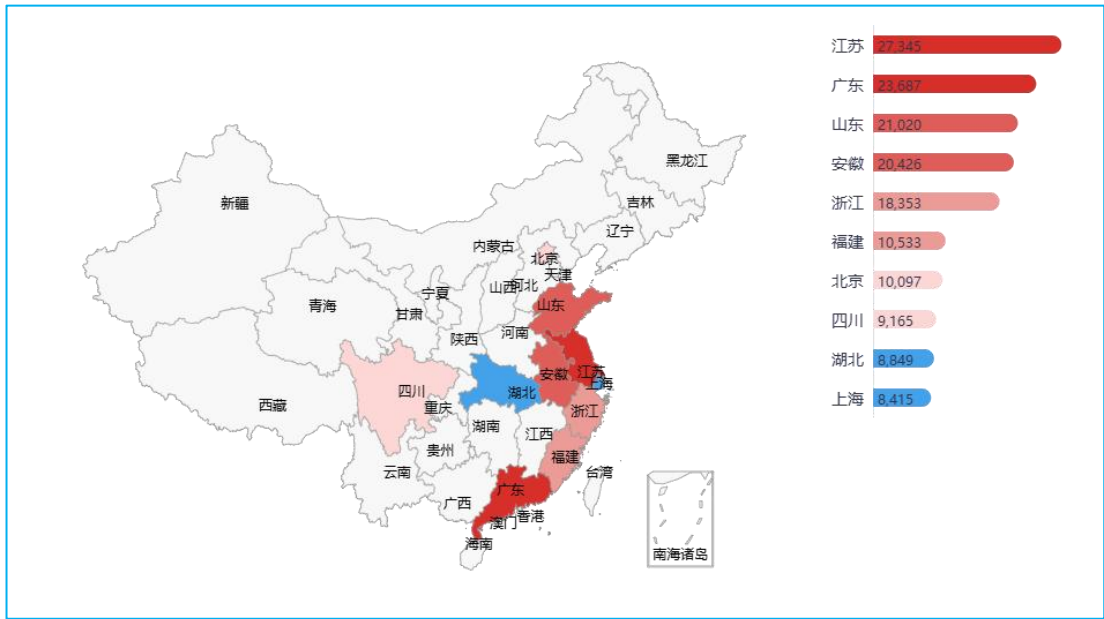 江苏 27,345
广东 23,687
山东 21,020
安徽 20,426
浙江 18,353
福建 10,533
北京 10,097
四川 9,165
湖北 8,849
上海 8,415
黑龙江
吉林
新疆
辽宁
内蒙古
北京
天津
山西
河北
宁夏
青海
山东
甘肃
河南
陕西
安徽
江苏
上海
四川
湖北
西藏
重庆
浙江
湖南
江西
贵州
福建
云南
台湾
广东
广西
香港
澳门
海南
南海诸岛